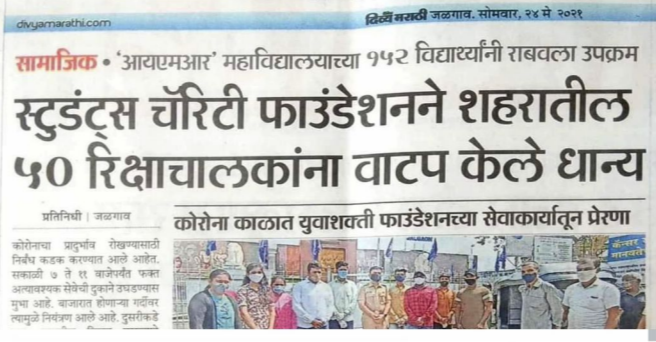 divyamarathi.com
दिव्य मराठी जळगाव. सोमवार, २४ मे २०२१
सामाजिक • 'आयएमआर' महाविद्यालयाच्या १५२ विद्यार्थ्यांनी राबवला उपक्रम
स्टुडंट्स चॅरिटी फाउंडेशनने शहरातील
५० रिक्षाचालकांना वाटप केले धान्य
प्रतिनिधी | जळगाव
कोरोनाचा प्रादुर्भाव रोखण्यासाठी
निर्बंध कडक करण्यात आले आहेत.
सकाळी ७ ते ११ वाजेपर्यंत फक्त
अत्यावश्यक सेवेची दुकाने उघडण्यास
मुभा आहे. बाजारात होणाऱ्या गर्दीवर
त्यामुळे नियंत्रण आले आहे. दुसरीकडे
कोरोना काळात युवाशक्ती फाउंडेशनच्या सेवाकार्यातून प्रेरणा
कॅन्सर